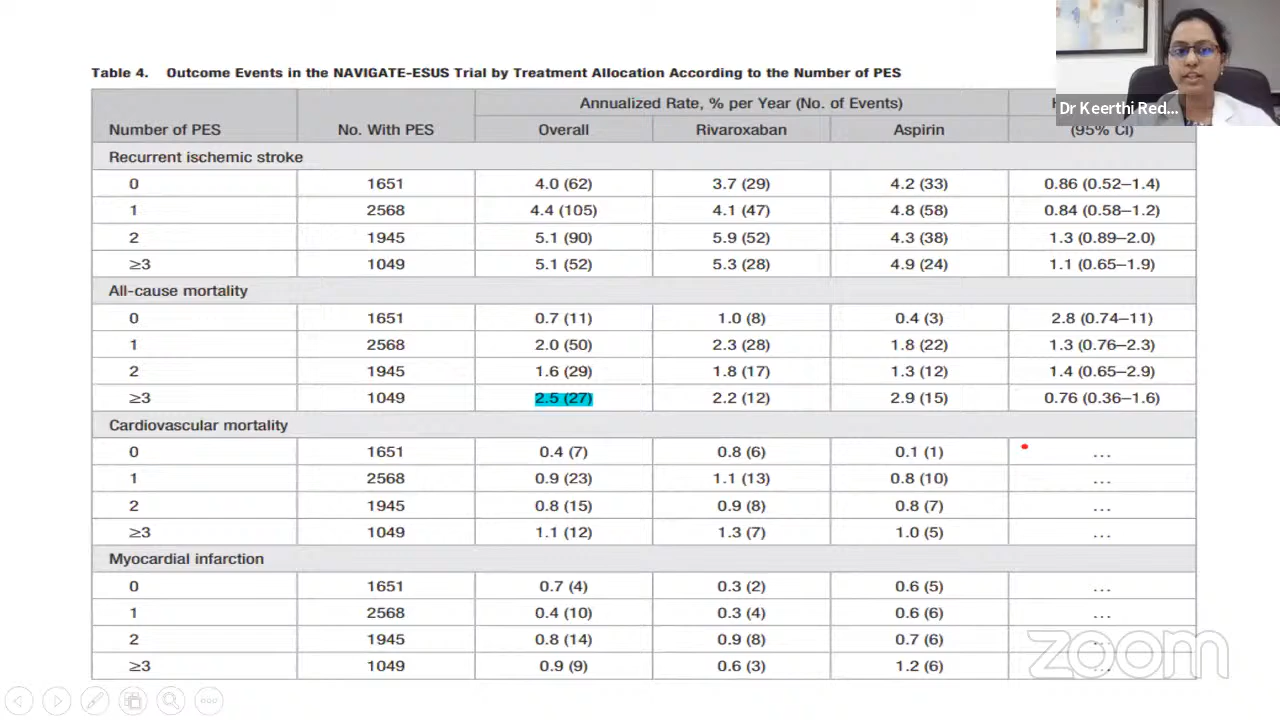 Table 4. Outcome Events in the NAVIGATE-ESUS Trial by Treatment Allocation According to the Number of PES
Annualized Rate, % per Year (No. of Events)
Dr Keerthi Red...
Number of PES No. With PES Overall Rivaroxaban Aspirin (95% CI)
Recurrent ischemic stroke
0 1651 4.0 (62) 3.7 (29) 4.2 (33) 0.86 (0.52–1.4)
1 2568 4.4 (105) 4.1 (47) 4.8 (58) 0.84 (0.58–1.2)
2 1945 5.1 (90) 5.9 (52) 4.3 (38) 1.3 (0.89–2.0)
≥3 1049 5.1 (52) 5.3 (28) 4.9 (24) 1.1 (0.65–1.9)
All-cause mortality
0 1651 0.7 (11) 1.0 (8) 0.4 (3) 2.8 (0.74–11)
1 2568 2.0 (50) 2.3 (28) 1.8 (22) 1.3 (0.76–2.3)
2 1945 1.6 (29) 1.8 (17) 1.3 (12) 1.4 (0.65–2.9)
≥3 1049 2.5 (27) 2.2 (12) 2.9 (15) 0.76 (0.36–1.6)
Cardiovascular mortality
0 1651 0.4 (7) 0.8 (6) 0.1 (1) ...
1 2568 0.9 (23) 1.1 (13) 0.8 (10) ...
2 1945 0.8 (15) 0.9 (8) 0.8 (7) ...
≥3 1049 1.1 (12) 1.3 (7) 1.0 (5) ...
Myocardial infarction
0 1651 0.7 (4) 0.3 (2) 0.6 (5) ...
1 2568 0.4 (10) 0.3 (4) 0.6 (6) ...
2 1945 0.8 (14) 0.9 (8) 0.7 (6) ...
≥3 1049 0.9 (9) 0.6 (3) 1.2 (6) ...
zoom